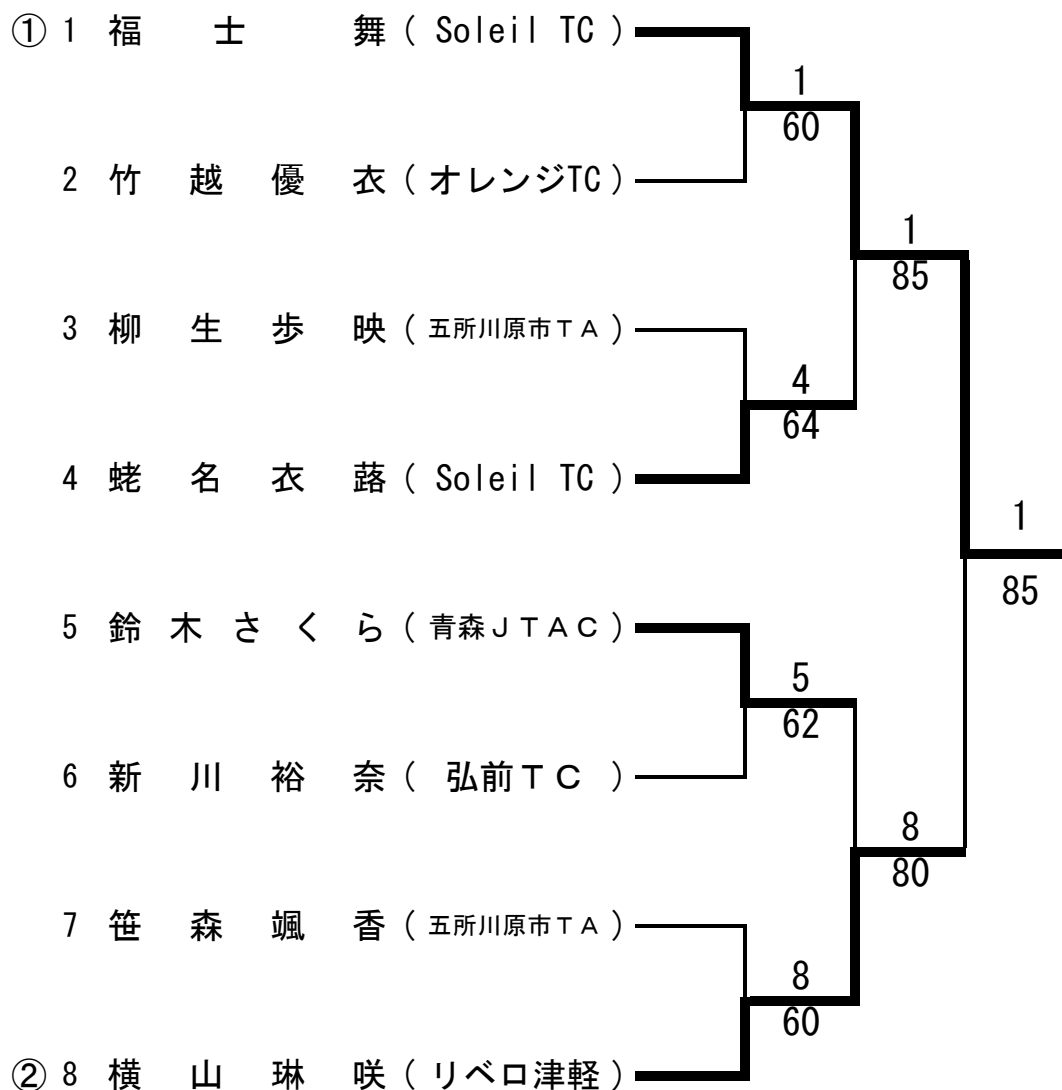 ① 1 福士舞 ( Soleil TC )
1
60
2 竹越優衣 ( オレンジTC )
1
85
3 柳生歩映 ( 五所川原市TA )
4
64
4 蛯名衣蕗 ( Soleil TC )
1
85
5 鈴木さくら ( 青森JTAC )
5
62
6 新川裕奈 ( 弘前TC )
8
80
7 笹森颯香 ( 五所川原市TA )
8
60
② 8 横山琳咲 ( リベロ津軽 )